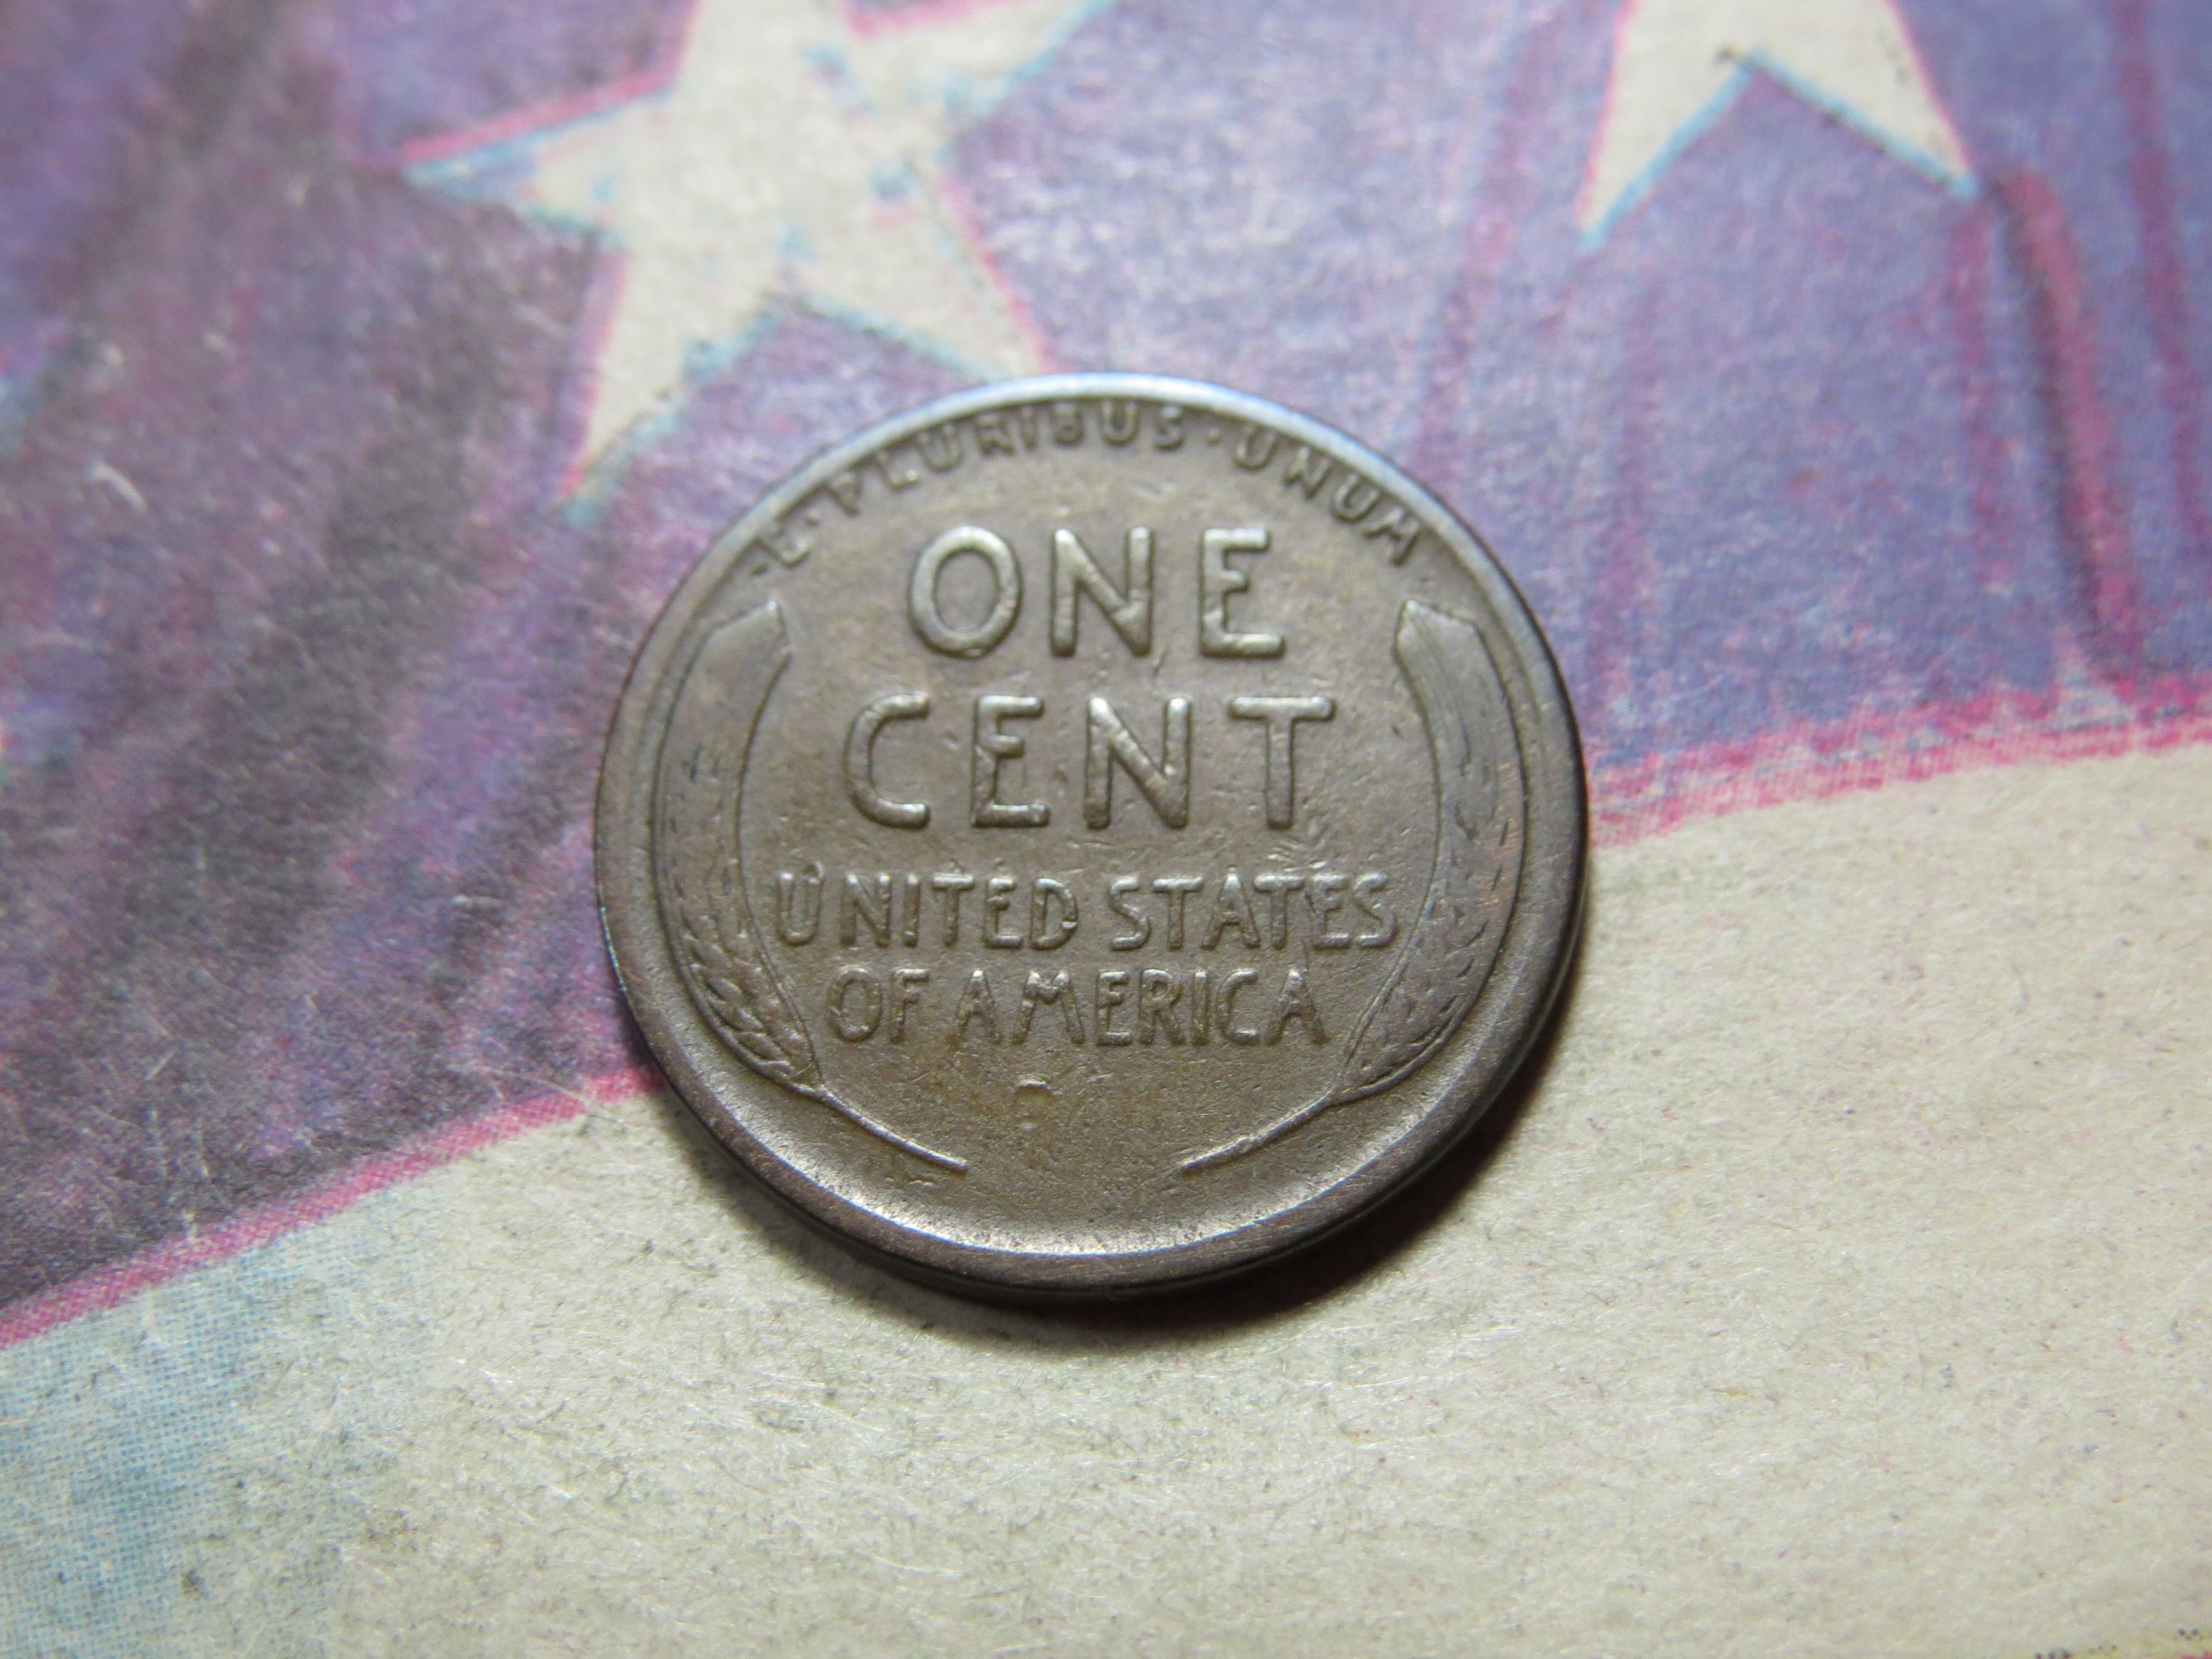 E · PLURIBUS · UNUM
ONE
CENT
UNITED STATES
OF AMERICA